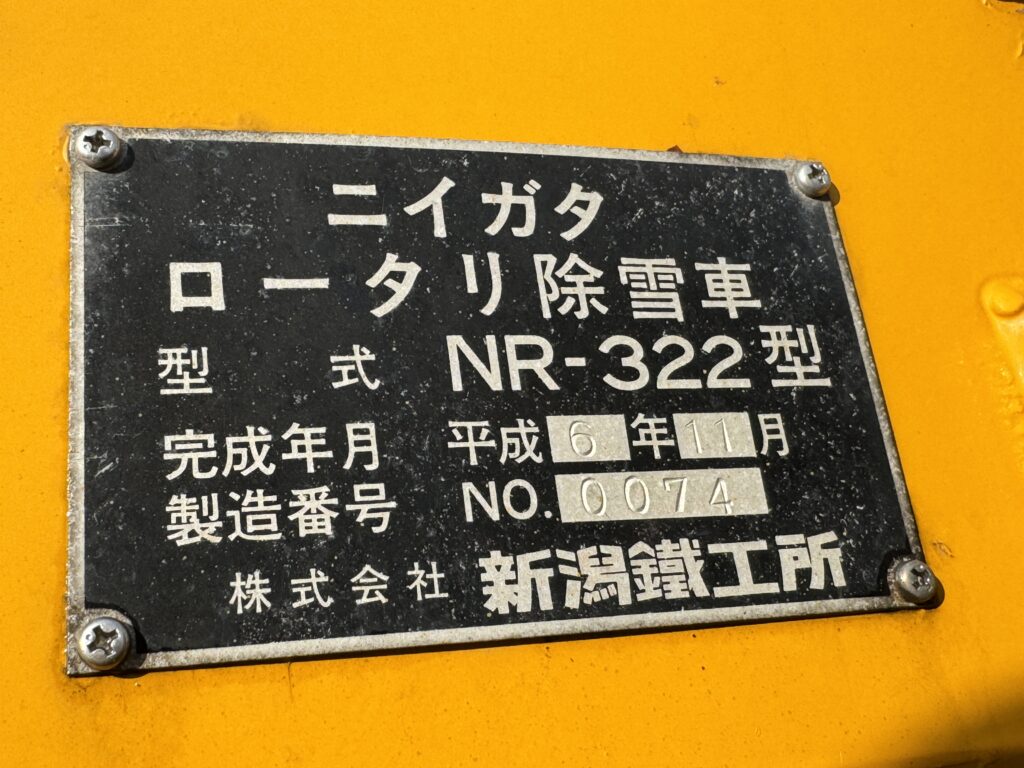 ニイガタ
ロータリ除雪車
型式 NR-322型
完成年月 平成6年11月
製造番号 NO.0074
株式会社 新潟鐵工所